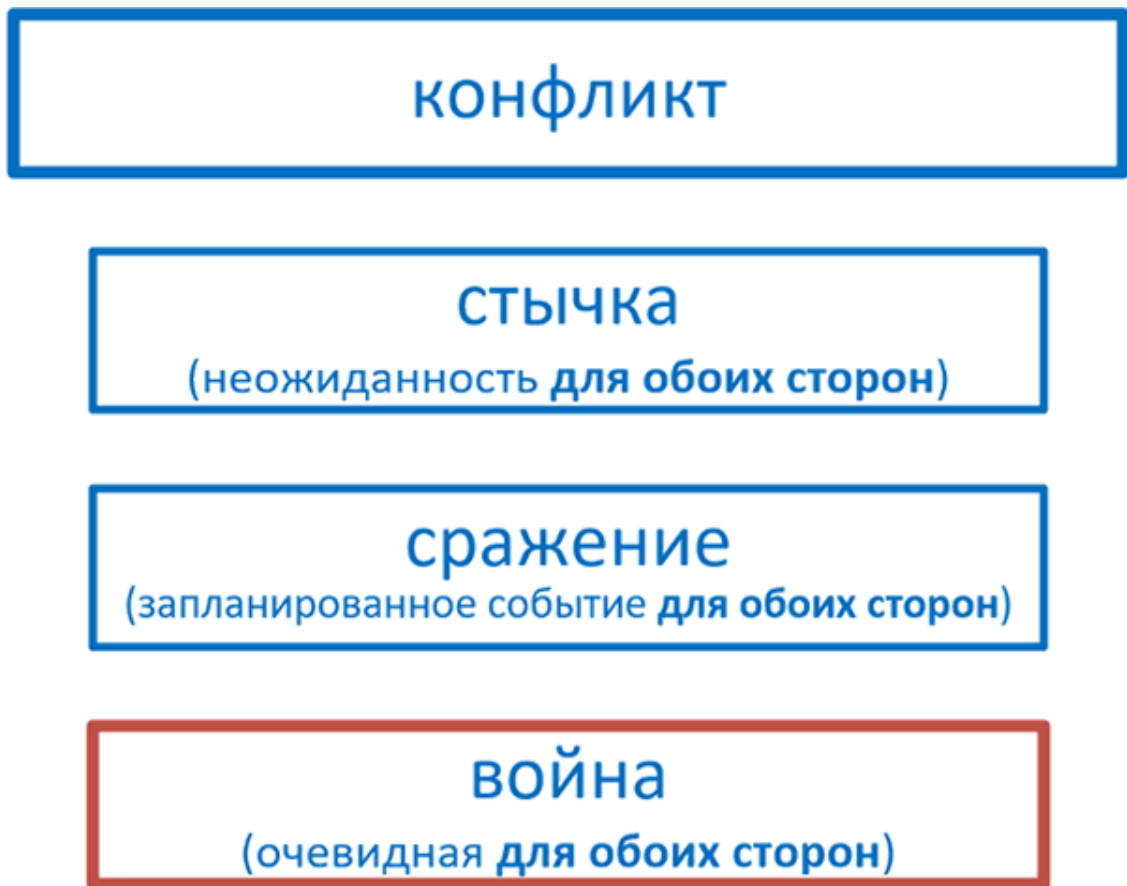 конфликт
стычка
(неожиданность для обоих сторон)
сражение
(запланированное событие для обоих сторон)
война
(очевидная для обоих сторон)